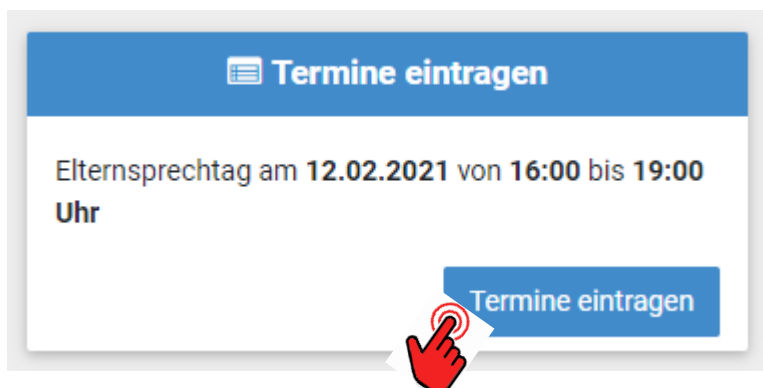 Termine eintragen
Elternsprechtag am 12.02.2021 von 16:00 bis 19:00
Uhr
Termine eintragen